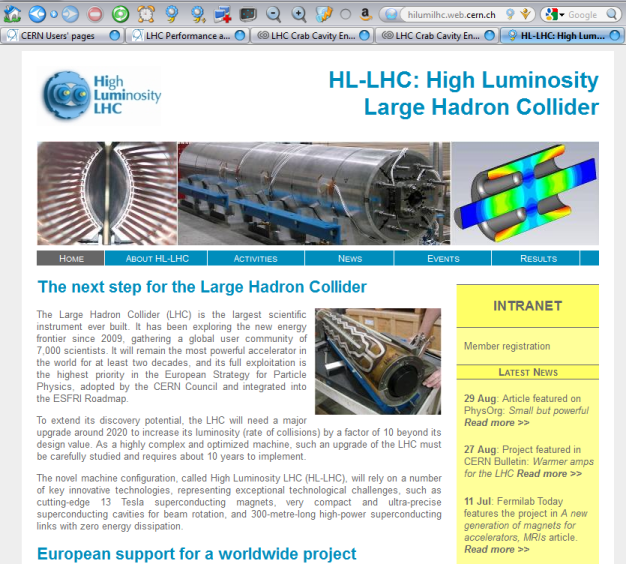 hilumilhc.web.cern.ch
Google
CERN Users' pages
LHC Performance a...
LHC Crab Cavity En...
LHC Crab Cavity En...
HL-LHC: High Lum...
High
Luminosity
LHC
HL-LHC: High Luminosity
Large Hadron Collider
HOME
ABOUT HL-LHC
ACTIVITIES
NEWS
EVENTS
RESULTS
The next step for the Large Hadron Collider
The Large Hadron Collider (LHC) is the largest scientific
instrument ever built. It has been exploring the new energy
frontier since 2009, gathering a global user community of
7,000 scientists. It will remain the most powerful accelerator in
the world for at least two decades, and its full exploitation is
the highest priority in the European Strategy for Particle
Physics, adopted by the CERN Council and integrated into
the ESFRI Roadmap.
To extend its discovery potential, the LHC will need a major
upgrade around 2020 to increase its luminosity (rate of collisions) by a factor of 10 beyond its
design value. As a highly complex and optimized machine, such an upgrade of the LHC must
be carefully studied and requires about 10 years to implement.
The novel machine configuration, called High Luminosity LHC (HL-LHC), will rely on a number
of key innovative technologies, representing exceptional technological challenges, such as
cutting-edge 13 Tesla superconducting magnets, very compact and ultra-precise
superconducting cavities for beam rotation, and 300-metre-long high-power superconducting
links with zero energy dissipation.
European support for a worldwide project
INTRANET
Member registration
LATEST NEWS
29 Aug: Article featured on
PhysOrg: Small but powerful
Read more >>
27 Aug: Project featured in
CERN Bulletin: Warmer amps
for the LHC Read more >>
11 Jul: Fermilab Today
features the project in A new
generation of magnets for
accelerators, MRIs article.
Read more >>